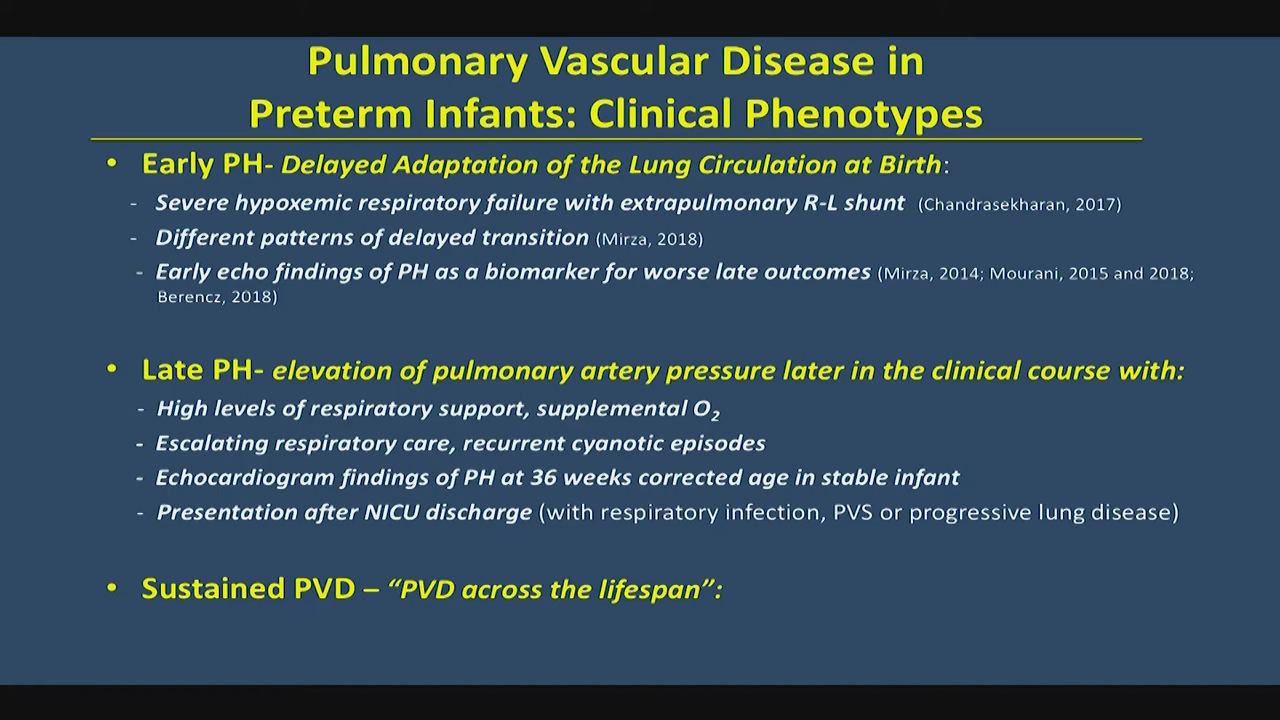 Pulmonary Vascular Disease in
Preterm Infants: Clinical Phenotypes
• Early PH- Delayed Adaptation of the Lung Circulation at Birth:
- Severe hypoxemic respiratory failure with extrapulmonary R-L shunt (Chandrasekharan, 2017)
- Different patterns of delayed transition (Mirza, 2018)
- Early echo findings of PH as a biomarker for worse late outcomes (Mirza, 2014; Mourani, 2015 and 2018;
Berencz, 2018)
• Late PH- elevation of pulmonary artery pressure later in the clinical course with:
- High levels of respiratory support, supplemental O₂
- Escalating respiratory care, recurrent cyanotic episodes
- Echocardiogram findings of PH at 36 weeks corrected age in stable infant
- Presentation after NICU discharge (with respiratory infection, PVS or progressive lung disease)
• Sustained PVD – “PVD across the lifespan”: